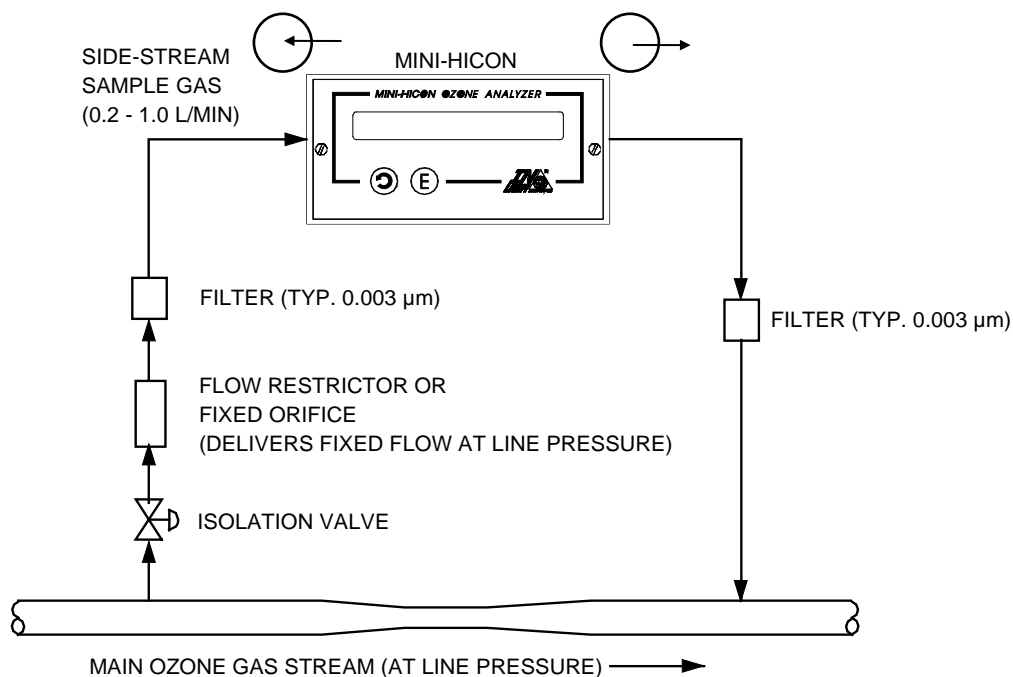 SIDE-STREAM
SAMPLE GAS
(0.2 - 1.0 L/MIN)
MINI-HICON
MINI-HICON OZONE ANALYZER
E
FILTER (TYP. 0.003 µm)
FILTER (TYP. 0.003 µm)
FLOW RESTRICTOR OR
FIXED ORIFICE
(DELIVERS FIXED FLOW AT LINE PRESSURE)
ISOLATION VALVE
MAIN OZONE GAS STREAM (AT LINE PRESSURE)